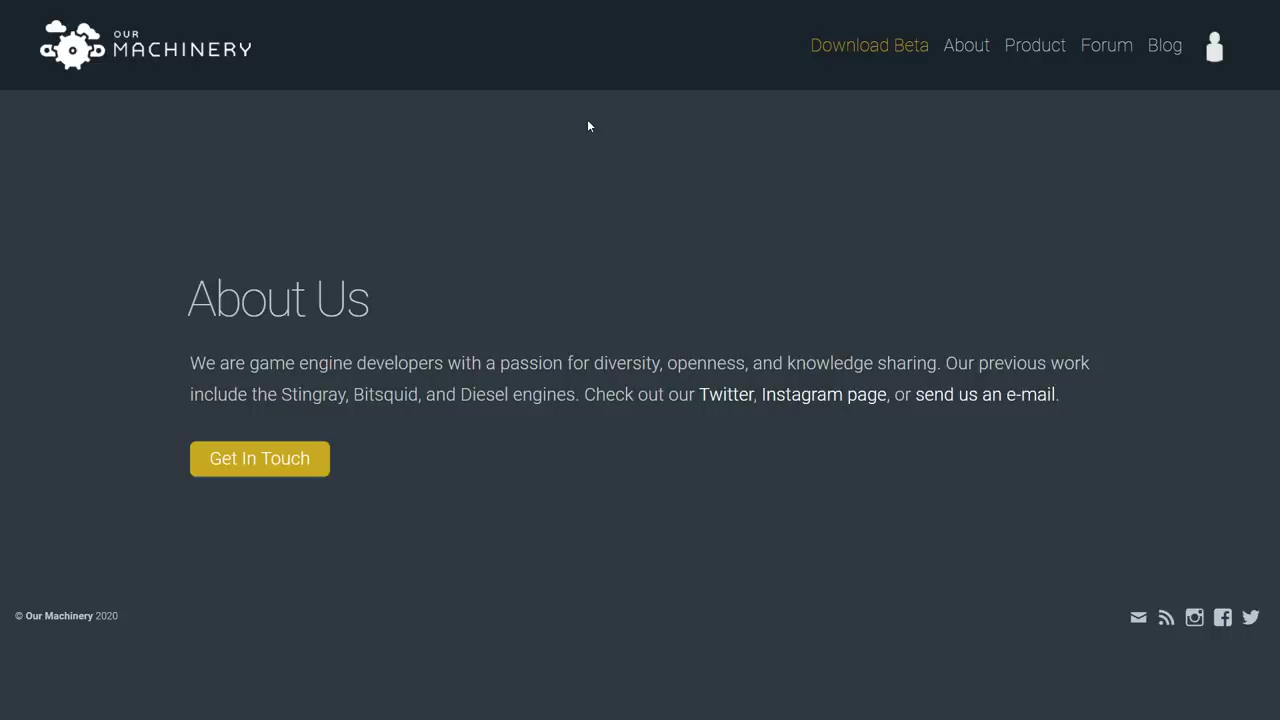 OUR
MACHINERY
Download Beta About Product Forum Blog
About Us
We are game engine developers with a passion for diversity, openness, and knowledge sharing. Our previous work
include the Stingray, Bitsquid, and Diesel engines. Check out our Twitter, Instagram page, or send us an e-mail.
Get In Touch
© Our Machinery 2020